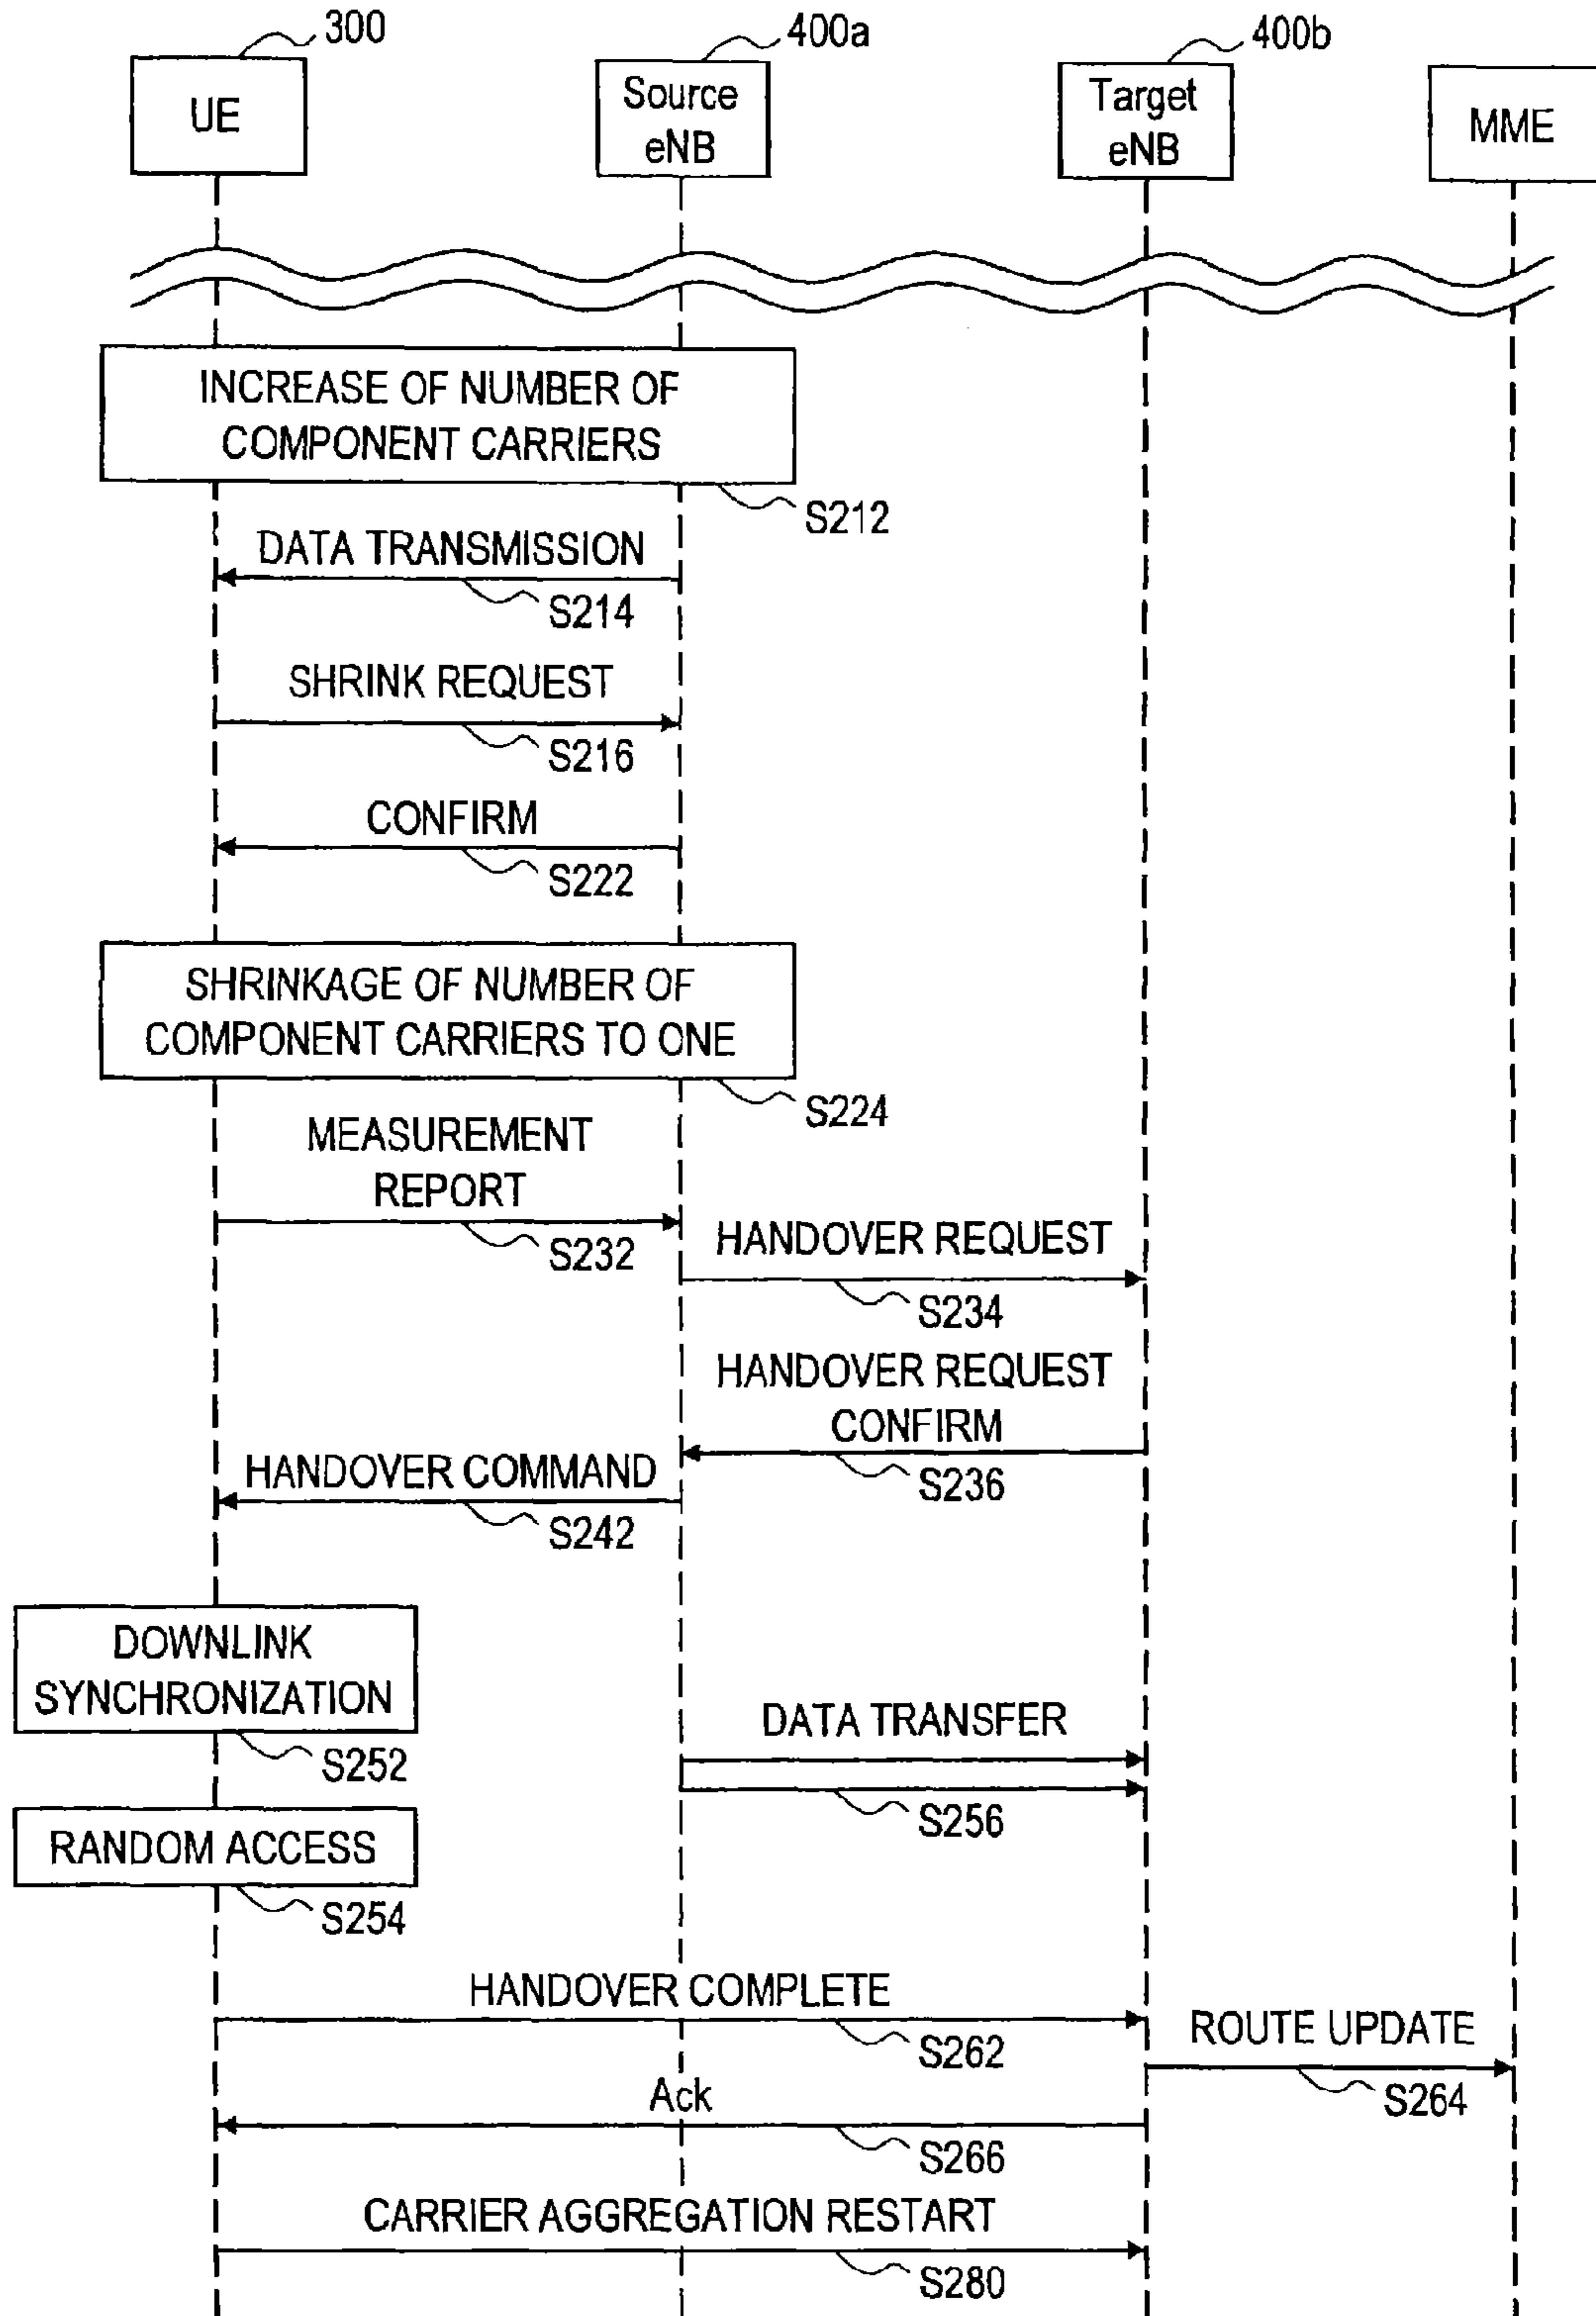 300
400a
400b
UE
Source
eNB
Target
eNB
MME
INCREASE OF NUMBER OF
COMPONENT CARRIERS
S212
DATA TRANSMISSION
S214
SHRINK REQUEST
S216
CONFIRM
S222
SHRINKAGE OF NUMBER OF
COMPONENT CARRIERS TO ONE
S224
MEASUREMENT
REPORT
S232
HANDOVER REQUEST
S234
HANDOVER REQUEST
CONFIRM
S236
HANDOVER COMMAND
S242
DOWNLINK
SYNCHRONIZATION
S252
DATA TRANSFER
S256
RANDOM ACCESS
S254
HANDOVER COMPLETE
S262
ROUTE UPDATE
S264
Ack
S266
CARRIER AGGREGATION RESTART
S280